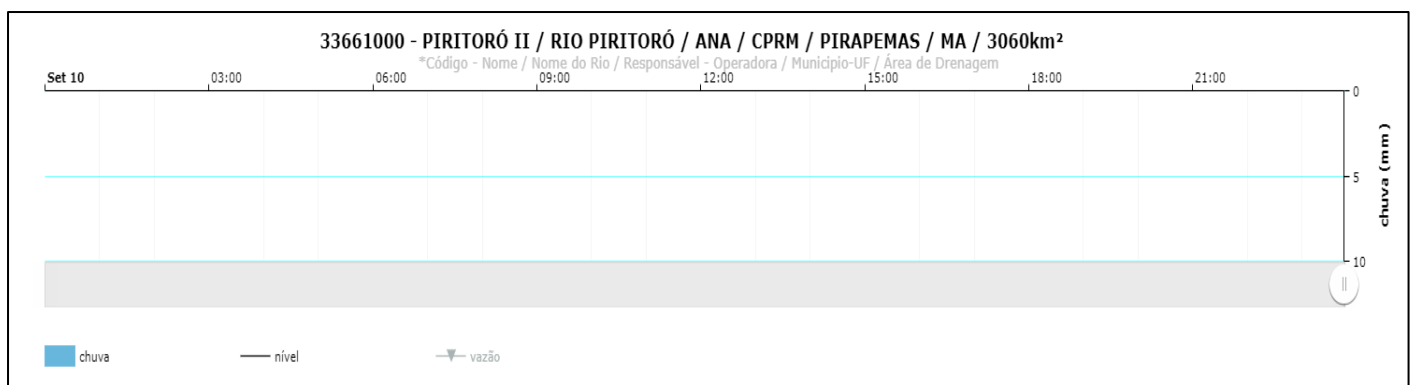 33661000 - PIRITORÓ II / RIO PIRITORÓ / ANA / CPRM / PIRAPEMAS / MA / 3060km²
*Código - Nome / Nome do Rio / Responsável - Operadora / Municipio-UF / Área de Drenagem
Set 10 03:00 06:00 09:00 12:00 15:00 18:00 21:00
0
5
10
chuva (mm)
chuva nível vazão